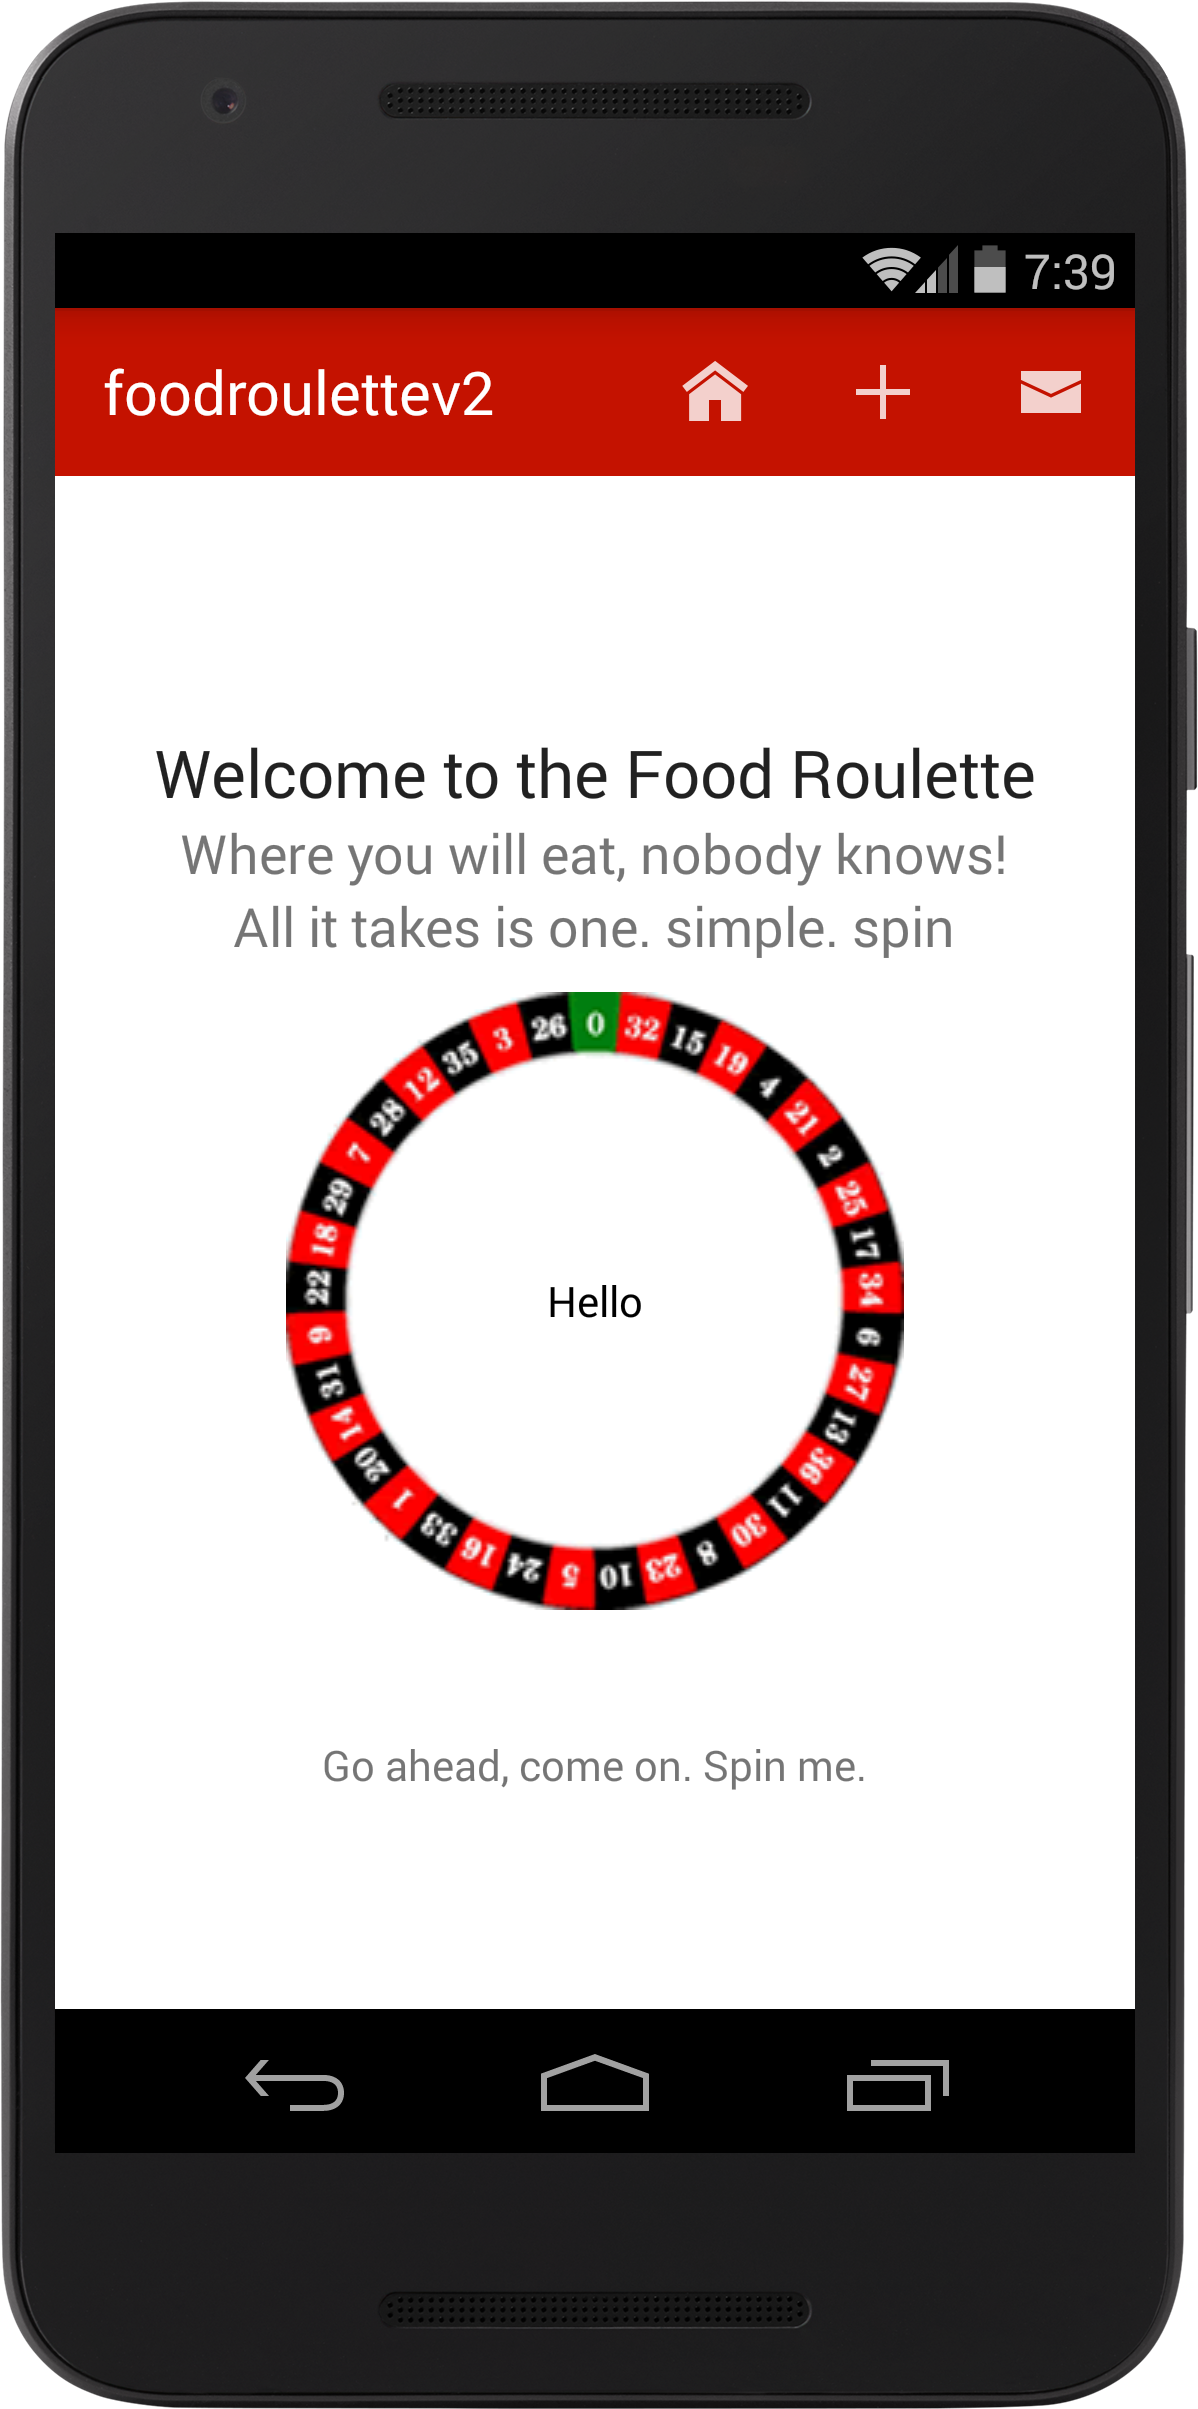 7:39
foodroulettev2
Welcome to the Food Roulette
Where you will eat, nobody knows!
All it takes is one. simple. spin
0 32 15 19 4 21 2 25 17 34 6 27 13 36 11 30 8 23 10 5 24 16 33 1 20 14 31 9 22 18 29 7 28 12 35 3 26
Hello
Go ahead, come on. Spin me.